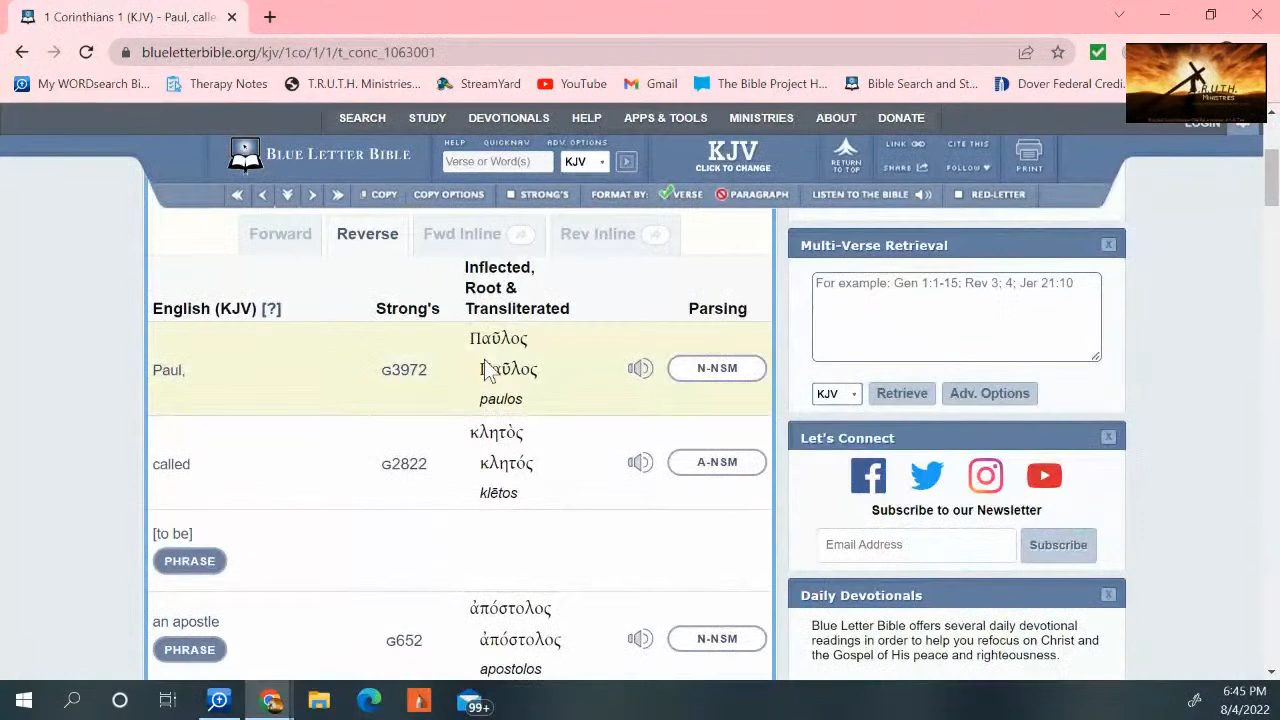 1 Corinthians 1 (KJV) - Paul, calle
blueletterbible.org/kjv/1co/1/1/t_conc_1063001
My WORDsearch Bi...
Therapy Notes
T.R.U.T.H. Ministries...
YouTube
Gmail
The Bible Project H...
Bible Search and St...
Dover Federal Cred...
T.R.U.T.H.
MINISTRIES
SEARCH STUDY DEVOTIONALS HELP APPS & TOOLS MINISTRIES ABOUT DONATE
LOGIN
HELP QUICKNAV ADV. OPTIONS
BLUE LETTER BIBLE
Verse or Word(s)
KJV
KJV
CLICK TO CHANGE
RETURN
TO TOP
LINK
CITE THIS
SHARE
FOLLOW
PRINT
COPY
COPY OPTIONS
STRONG'S
FORMAT BY:
VERSE
PARAGRAPH
LISTEN TO THE BIBLE
RED-LETTER
Forward
Reverse
Fwd Inline
Rev Inline
English (KJV) [?]
Strong's
Inflected,
Root &
Transliterated
Parsing
Paul,
G3972
Παῦλος
Παῦλος
paulos
N-NSM
called
G2822
κλητὸς
κλητός
klētos
A-NSM
[to be]
PHRASE
an apostle
PHRASE
G652
ἀπόστολος
ἀπόστολος
apostolos
N-NSM
Multi-Verse Retrieval
X
For example: Gen 1:1-15; Rev 3; 4; Jer 21:10
KJV
Retrieve
Adv. Options
Let's Connect
X
Subscribe to our Newsletter
Email Address
Subscribe
Daily Devotionals
X
Blue Letter Bible offers several daily devotional
readings in order to help you refocus on Christ and
the Gospel of His peace and righteousness.
99+
6:45 PM
8/4/2022